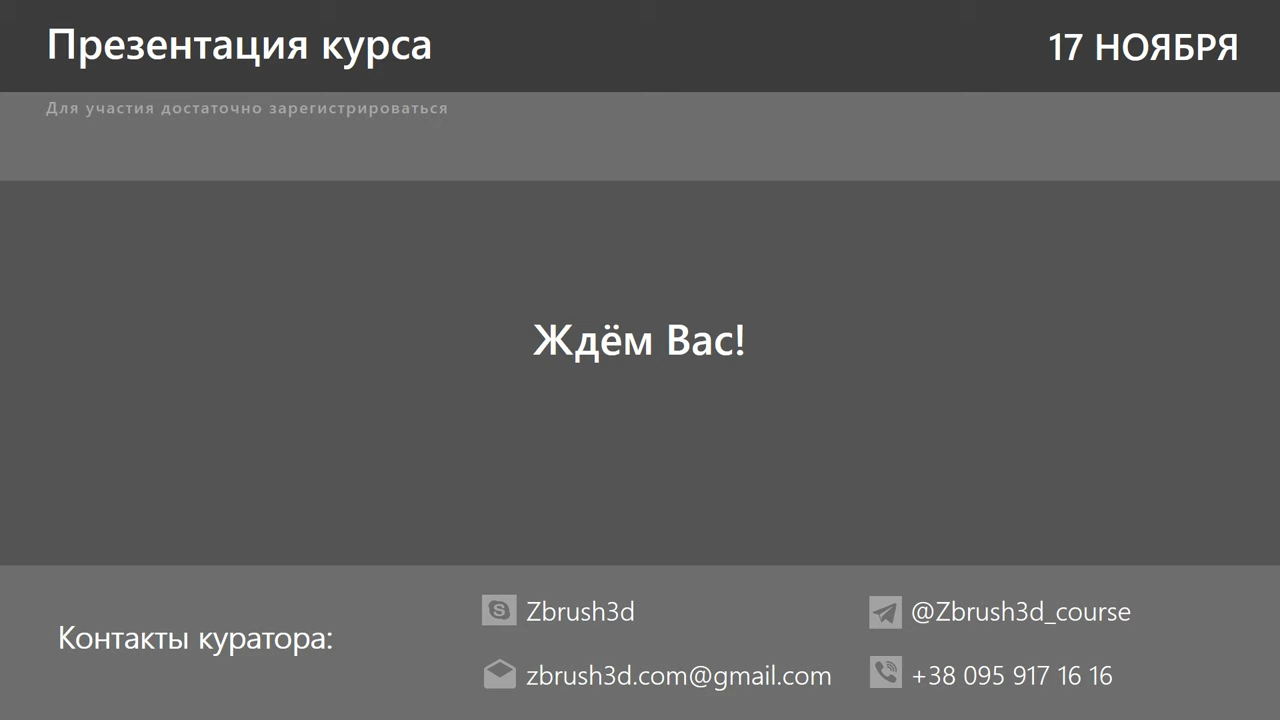 Презентация курса
17 НОЯБРЯ
Для участия достаточно зарегистрироваться
Ждём Вас!
Контакты куратора:
Zbrush3d
@Zbrush3d_course
zbrush3d.com@gmail.com
+38 095 917 16 16